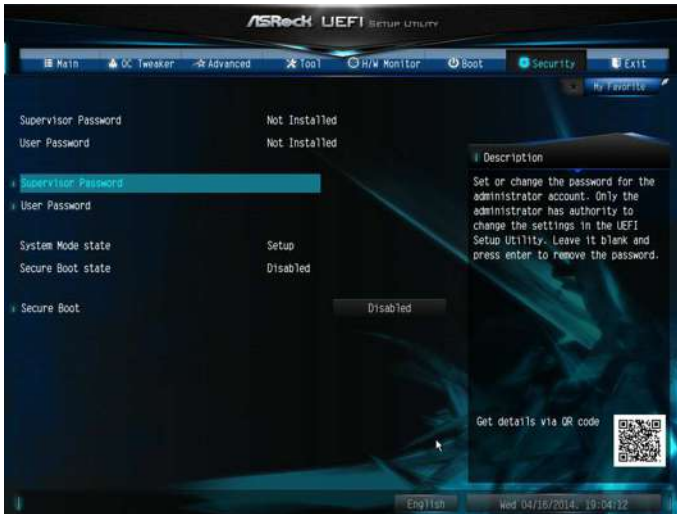 ASRock UEFI SETUP UTILITY
Main OC Tweaker Advanced Tool H/W Monitor Boot Security Exit
My Favorite
Supervisor Password Not Installed
User Password Not Installed
Supervisor Password
User Password
System Mode state Setup
Secure Boot state Disabled
Secure Boot Disabled
Description
Set or change the password for the
administrator account. Only the
administrator has authority to
change the settings in the UEFI
Setup Utility. Leave it blank and
press enter to remove the password.
Get details via QR code
English Wed 04/16/2014. 19:04:12